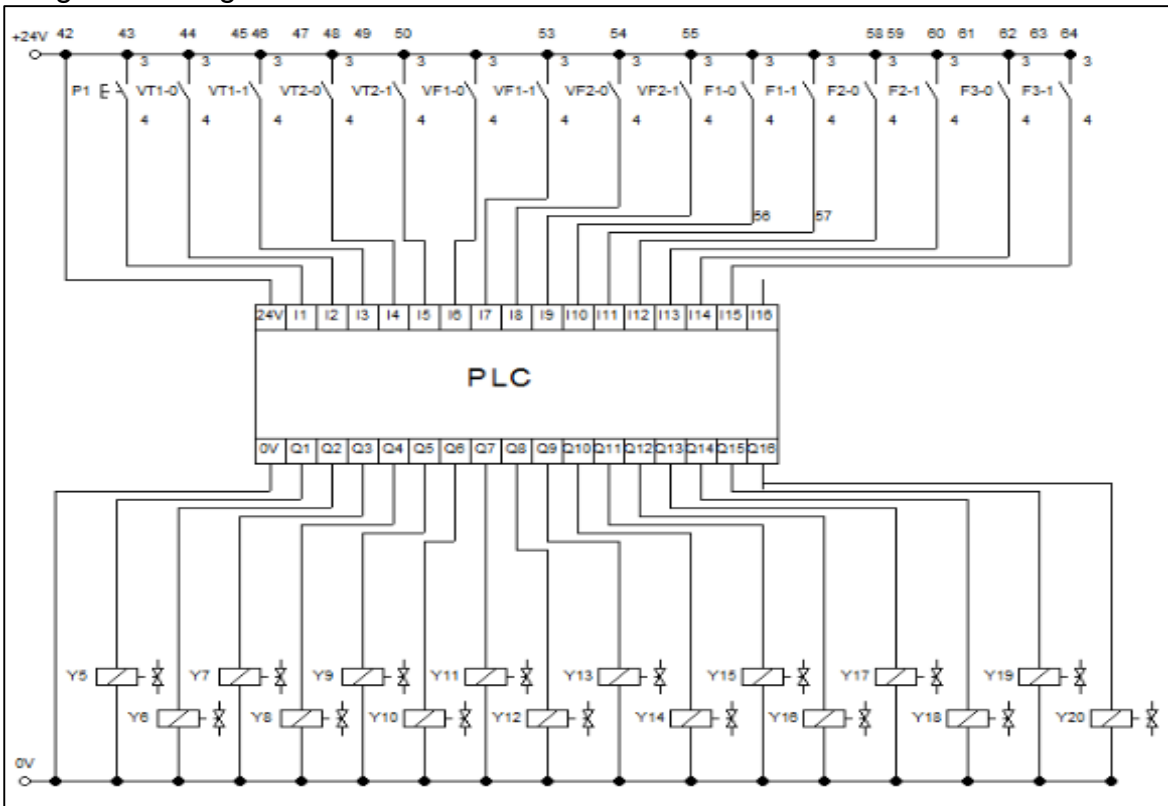 +24V 42 43 44 45 46 47 48 49 50 53 54 55 58 59 60 61 62 63 64
3 3 3 3 3 3 3 3 3 3 3 3 3 3 3
P1 VT1-0 VT1-1 VT2-0 VT2-1 VF1-0 VF1-1 VF2-0 VF2-1 F1-0 F1-1 F2-0 F2-1 F3-0 F3-1
4 4 4 4 4 4 4 4 4 4 4 4 4 4 4
56 57
24V I1 I2 I3 I4 I5 I6 I7 I8 I9 I10 I11 I12 I13 I14 I15 I16
PLC
0V Q1 Q2 Q3 Q4 Q5 Q6 Q7 Q8 Q9 Q10 Q11 Q12 Q13 Q14 Q15 Q16
Y5 Y7 Y9 Y11 Y13 Y15 Y17 Y19
Y6 Y8 Y10 Y12 Y14 Y16 Y18 Y20
0V